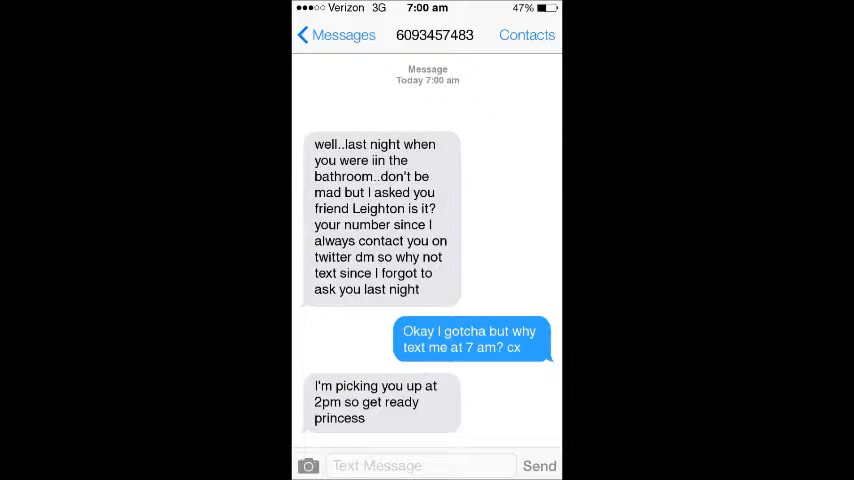 Verizon 3G 7:00 am 47%
Messages 6093457483 Contacts
Message
Today 7:00 am
well..last night when
you were iin the
bathroom..don't be
mad but I asked you
friend Leighton is it?
your number since I
always contact you on
twitter dm so why not
text since I forgot to
ask you last night
Okay I gotcha but why
text me at 7 am? cx
I'm picking you up at
2pm so get ready
princess
Text Message Send